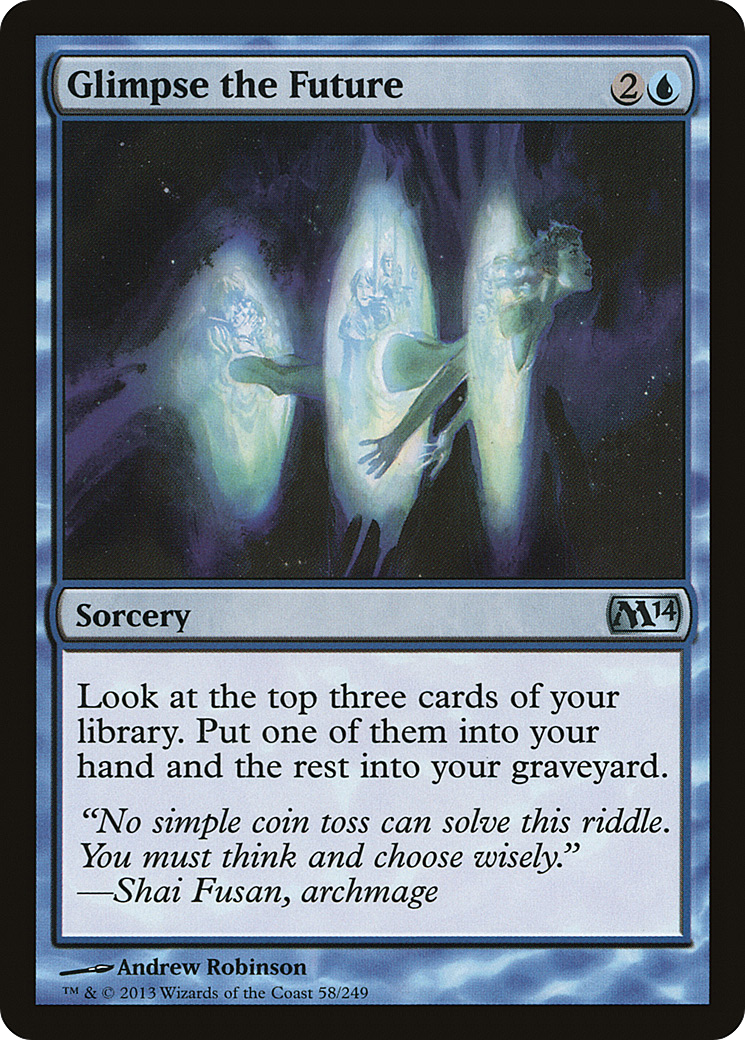 Glimpse the Future 2
Sorcery M14
Look at the top three cards of your
library. Put one of them into your
hand and the rest into your graveyard.
“No simple coin toss can solve this riddle.
You must think and choose wisely.”
—Shai Fusan, archmage
Andrew Robinson
™ & © 2013 Wizards of the Coast 58/249